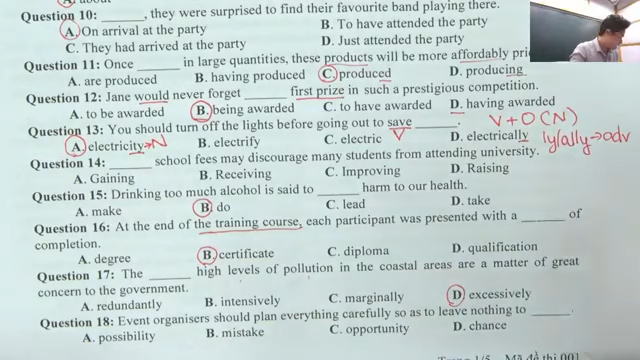 A. about
Question 10: ______, they were surprised to find their favourite band playing there.
A. On arrival at the party B. To have attended the party
C. They had arrived at the party D. Just attended the party
Question 11: Once ______ in large quantities, these products will be more affordably
A. are produced B. having produced C. produced D. producing
Question 12: Jane would never forget ______ first prize in such a prestigious competition.
A. to be awarded B. being awarded C. to have awarded D. having awarded
Question 13: You should turn off the lights before going out to save ______. V + O (N)
A. electricity → N B. electrify C. electric V D. electrically ly/ally → adv
Question 14: ______ school fees may discourage many students from attending university.
A. Gaining B. Receiving C. Improving D. Raising
Question 15: Drinking too much alcohol is said to ______ harm to our health.
A. make B. do C. lead D. take
Question 16: At the end of the training course, each participant was presented with a ______ of
completion.
A. degree B. certificate C. diploma D. qualification
Question 17: The ______ high levels of pollution in the coastal areas are a matter of great
concern to the government.
A. redundantly B. intensively C. marginally D. excessively
Question 18: Event organisers should plan everything carefully so as to leave nothing to ______.
A. possibility B. mistake C. opportunity D. chance
Trang 1/5 Mã đề thi 001